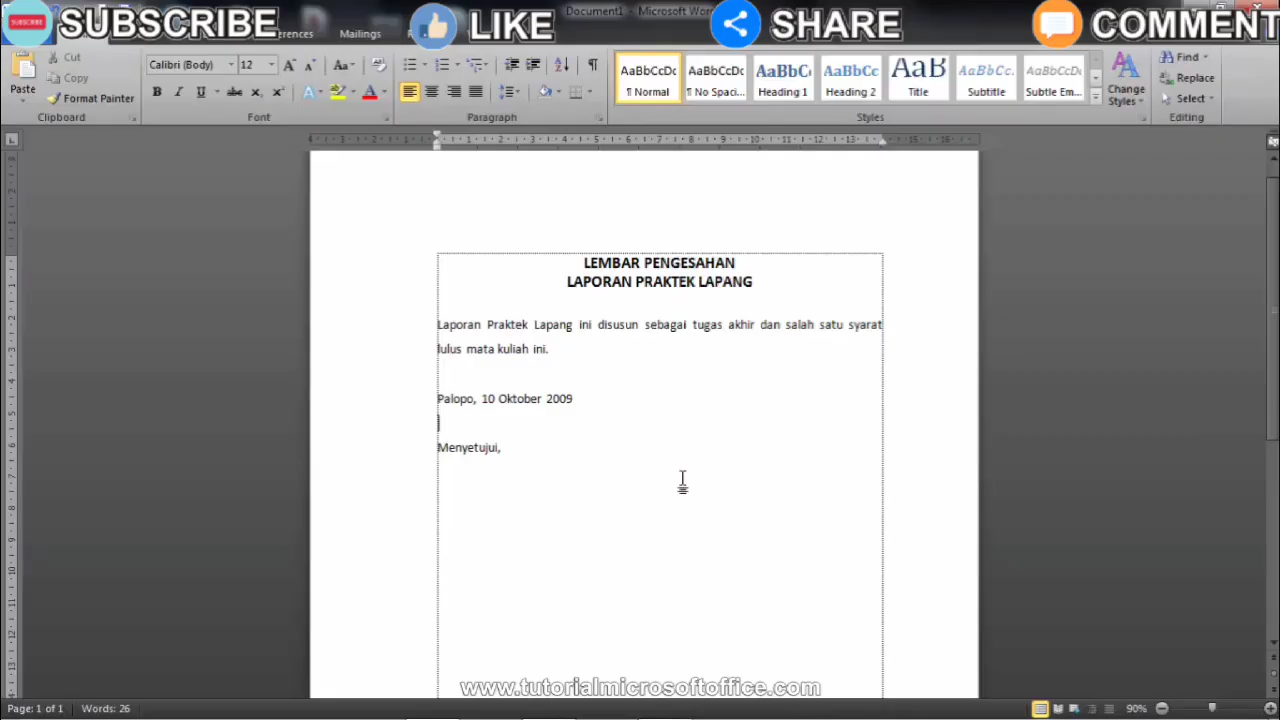 SUBSCRIBE
LIKE
SHARE
COMMENT
Document1 - Microsoft Wor
erences
Mailings
Paste
Cut
Copy
Format Painter
Clipboard
Calibri (Body)
12
Font
Paragraph
AaBbCcDc
¶ Normal
AaBbCcDc
¶ No Spaci...
AaBbC
Heading 1
AaBbCc
Heading 2
AaB
Title
AaBbCc.
Subtitle
AaBbCcDc
Subtle Em...
Change
Styles
Styles
Find
Replace
Select
Editing
LEMBAR PENGESAHAN
LAPORAN PRAKTEK LAPANG
Laporan Praktek Lapang ini disusun sebagai tugas akhir dan salah satu syarat
lulus mata kuliah ini.
Palopo, 10 Oktober 2009
Menyetujui,
www.tutorialmicrosoftoffice.com
Page: 1 of 1
Words: 26
90%